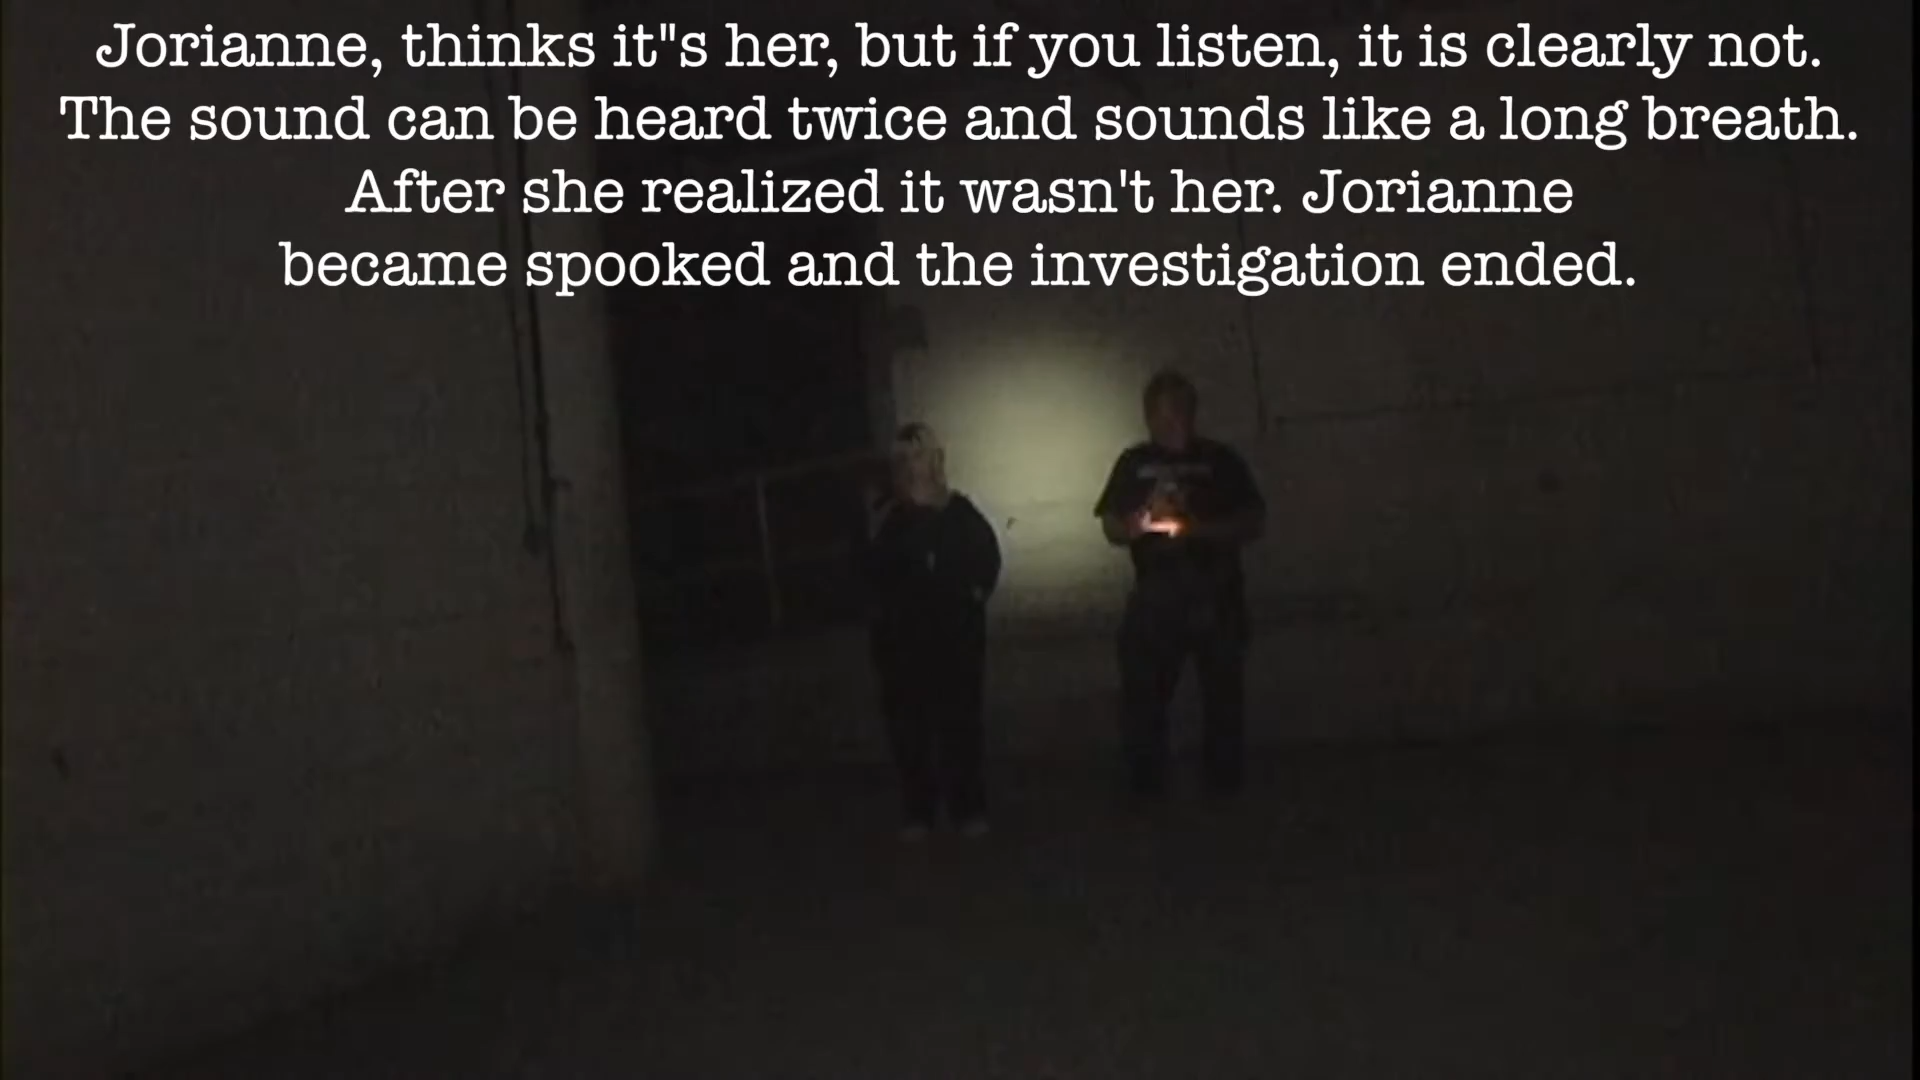 Jorianne, thinks it"s her, but if you listen, it is clearly not.
The sound can be heard twice and sounds like a long breath.
After she realized it wasn't her. Jorianne
became spooked and the investigation ended.